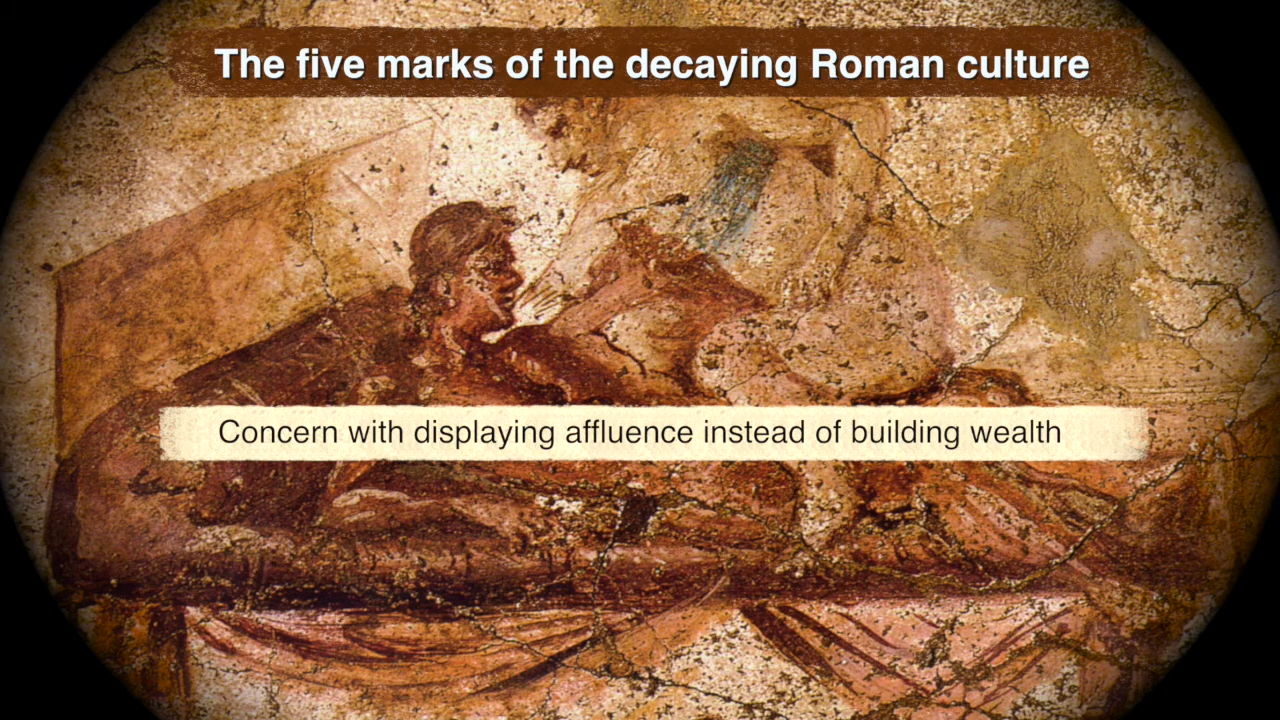 The five marks of the decaying Roman culture
Concern with displaying affluence instead of building wealth